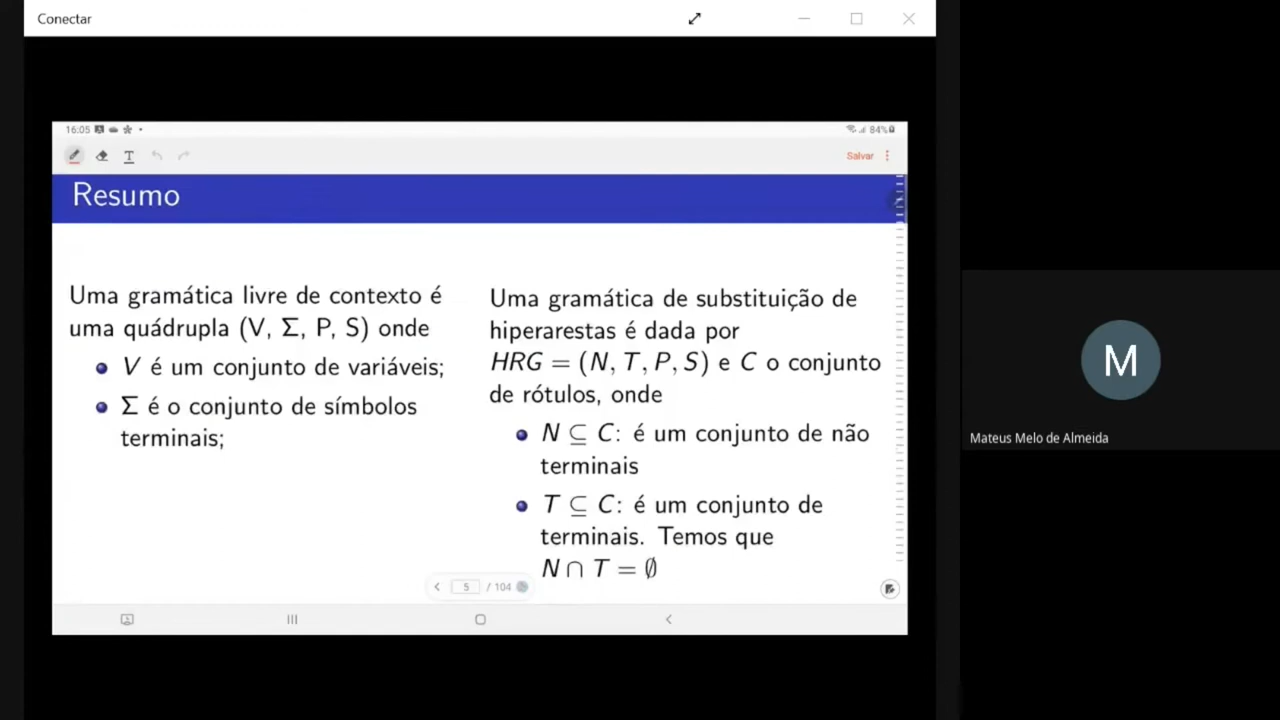 Conectar
16:05
84%
T
Salvar
Resumo
Uma gramática livre de contexto é
uma quádrupla (V, Σ, P, S) onde
V é um conjunto de variáveis;
Σ é o conjunto de símbolos
terminais;
Uma gramática de substituição de
hiperarestas é dada por
HRG = (N, T, P, S) e C o conjunto
de rótulos, onde
N ⊆ C: é um conjunto de não
terminais
T ⊆ C: é um conjunto de
terminais. Temos que
N ∩ T = ∅
5 / 104
M
Mateus Melo de Almeida